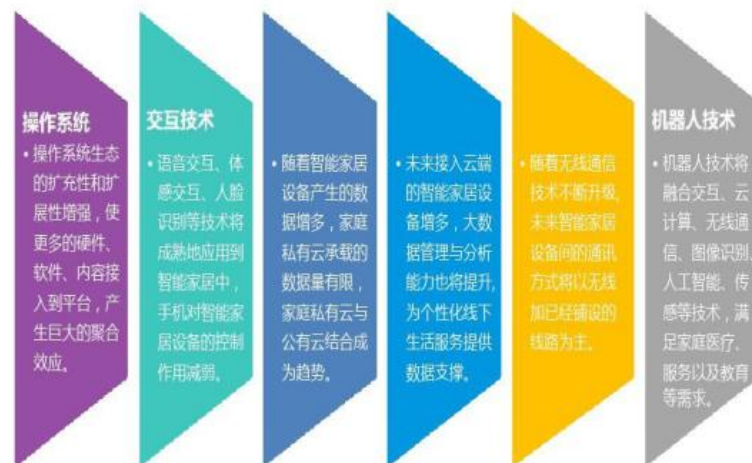 操作系统
• 操作系统生态
的扩充性和扩
展性增强，使
更多的硬件、
软件、内容接
入到平台，产
生巨大的聚合
效应。
交互技术
• 语音交互、体
感交互、人脸
识别等技术将
成熟地应用到
智能家居中，
手机对智能家
居设备的控制
作用减弱。
• 随着智能家居
设备产生的数
据增多，家庭
私有云承载的
数据量有限，
家庭私有云与
公有云结合成
为趋势。
• 未来接入云端
的智能家居设
备增多，大数
据管理与分析
能力也将提升，
为个性化线下
生活服务提供
数据支撑。
• 随着无线通信
技术不断升级，
未来智能家居
设备间的通讯
方式将以无线
加已经铺设的
线路为主。
机器人技术
• 机器人技术将
融合交互、云
计算、无线通
信、图像识别、
人工智能、传
感等技术，满
足家庭医疗、
服务以及教育
等需求。